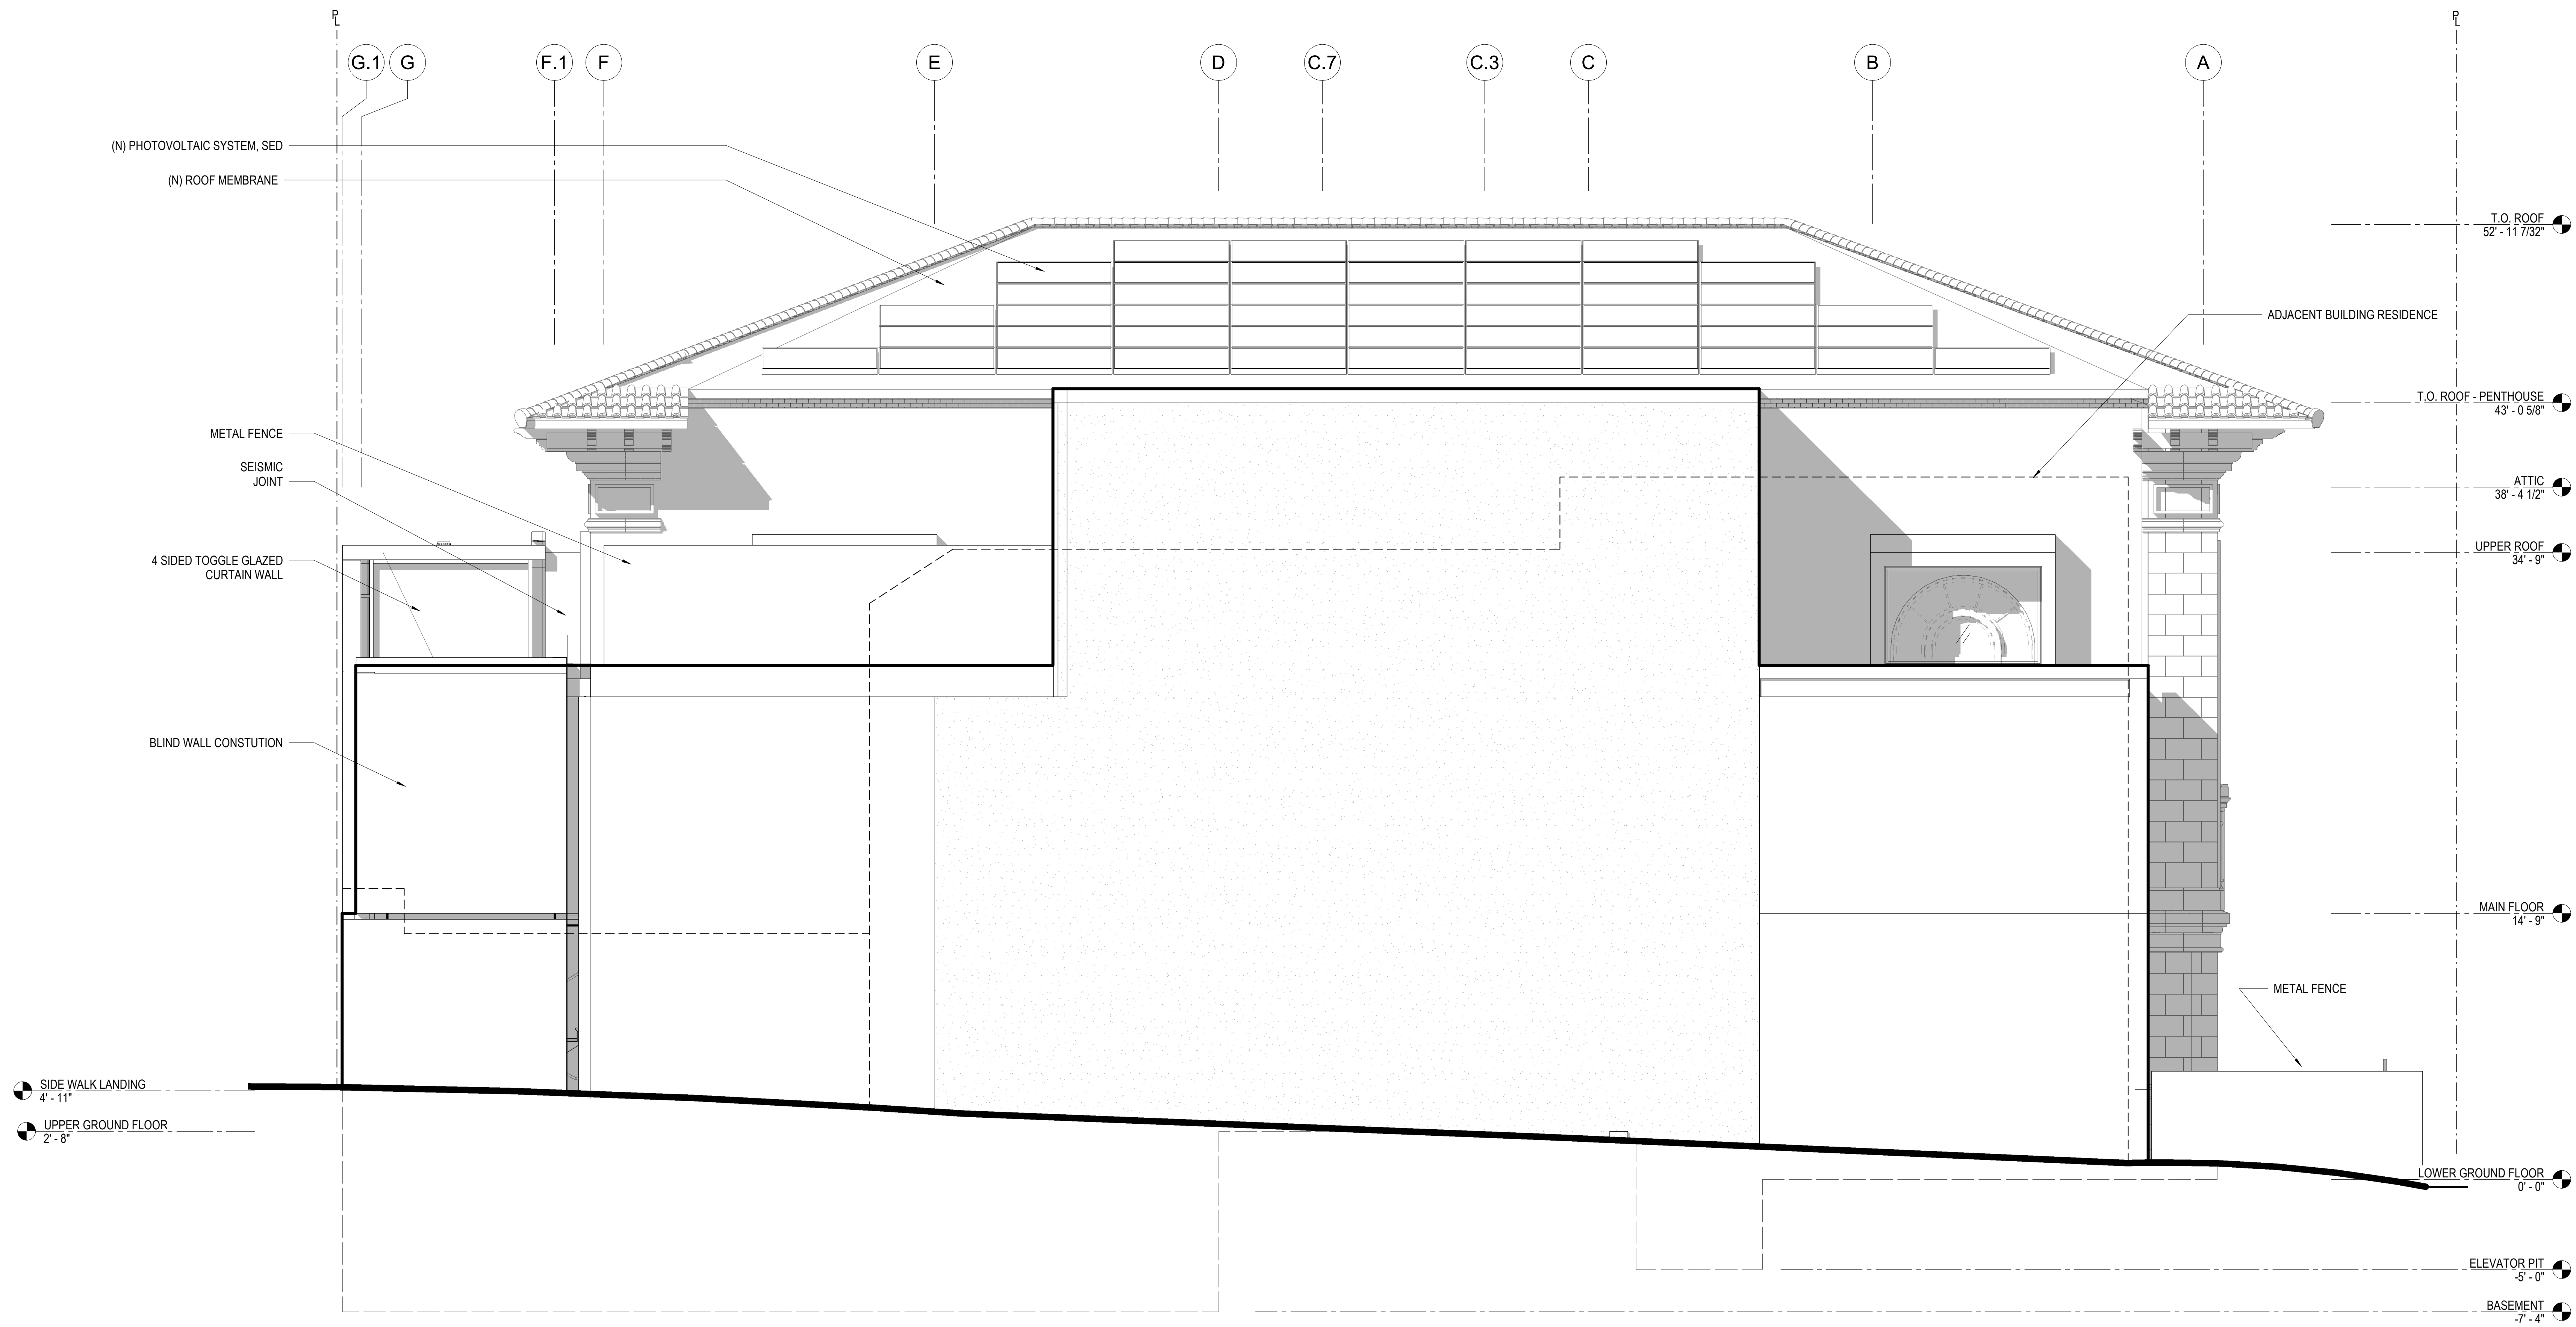 PL
PL
G.1
G
F.1
F
E
D
C.7
C.3
C
B
A
(N) PHOTOVOLTAIC SYSTEM, SED
(N) ROOF MEMBRANE
T.O. ROOF
52' - 11 7/32"
ADJACENT BUILDING RESIDENCE
T.O. ROOF - PENTHOUSE
43' - 0 5/8"
METAL FENCE
SEISMIC
JOINT
ATTIC
38' - 4 1/2"
UPPER ROOF
34' - 9"
4 SIDED TOGGLE GLAZED
CURTAIN WALL
BLIND WALL CONSTUTION
MAIN FLOOR
14' - 9"
METAL FENCE
SIDE WALK LANDING
4' - 11"
UPPER GROUND FLOOR
2' - 8"
LOWER GROUND FLOOR
0' - 0"
ELEVATOR PIT
-5' - 0"
BASEMENT
-7' - 4"